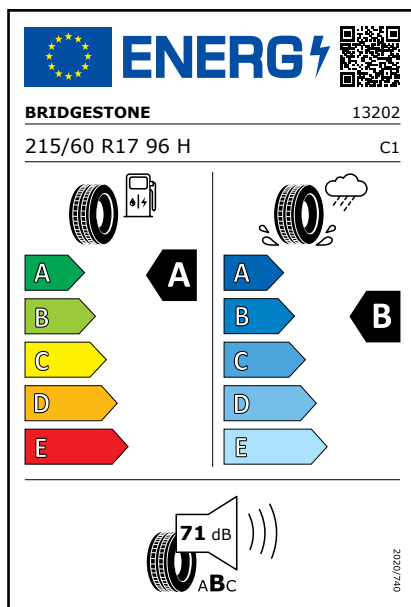 ENERG
BRIDGESTONE 13202
215/60 R17 96 H C1
A A A
B B B
C C
D D
E E
71 dB
ABC
2020/740